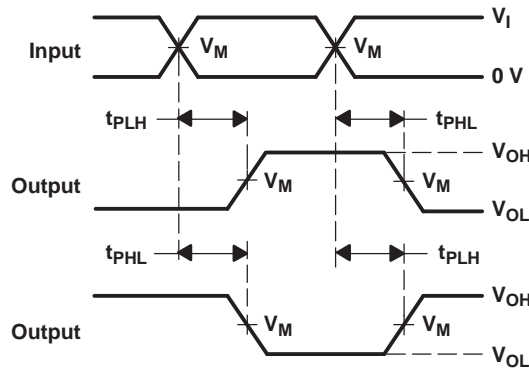 Input
V_M
V_M
V_I
0 V
t_PLH
t_PHL
Output
V_M
V_M
V_OH
V_OL
t_PHL
t_PLH
Output
V_M
V_M
V_OH
V_OL